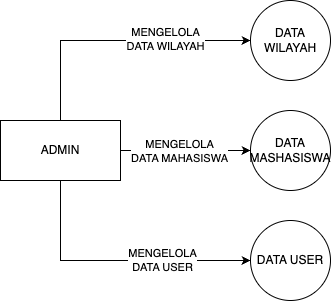 MENGELOLA
DATA WILAYAH
DATA
WILAYAH
ADMIN
MENGELOLA
DATA MAHASISWA
DATA
MASHASISWA
MENGELOLA
DATA USER
DATA USER